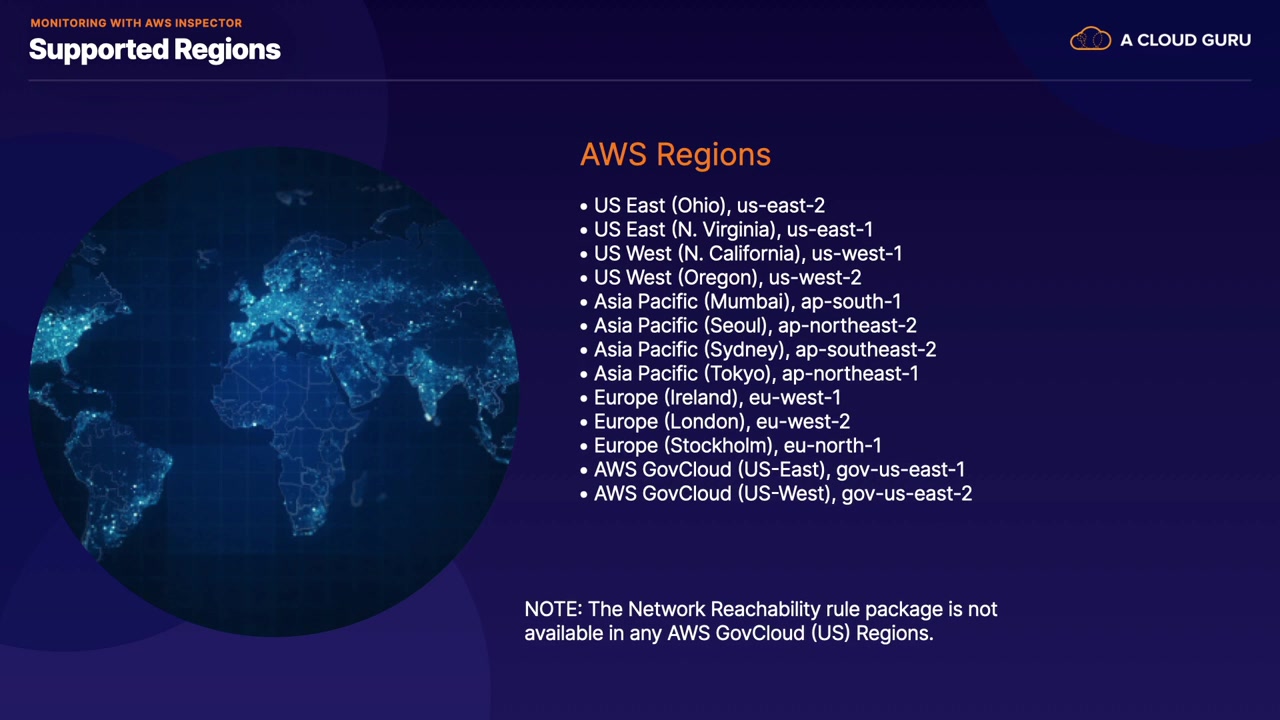 MONITORING WITH AWS INSPECTOR
Supported Regions
A CLOUD GURU
AWS Regions
• US East (Ohio), us-east-2
• US East (N. Virginia), us-east-1
• US West (N. California), us-west-1
• US West (Oregon), us-west-2
• Asia Pacific (Mumbai), ap-south-1
• Asia Pacific (Seoul), ap-northeast-2
• Asia Pacific (Sydney), ap-southeast-2
• Asia Pacific (Tokyo), ap-northeast-1
• Europe (Ireland), eu-west-1
• Europe (London), eu-west-2
• Europe (Stockholm), eu-north-1
• AWS GovCloud (US-East), gov-us-east-1
• AWS GovCloud (US-West), gov-us-east-2
NOTE: The Network Reachability rule package is not
available in any AWS GovCloud (US) Regions.